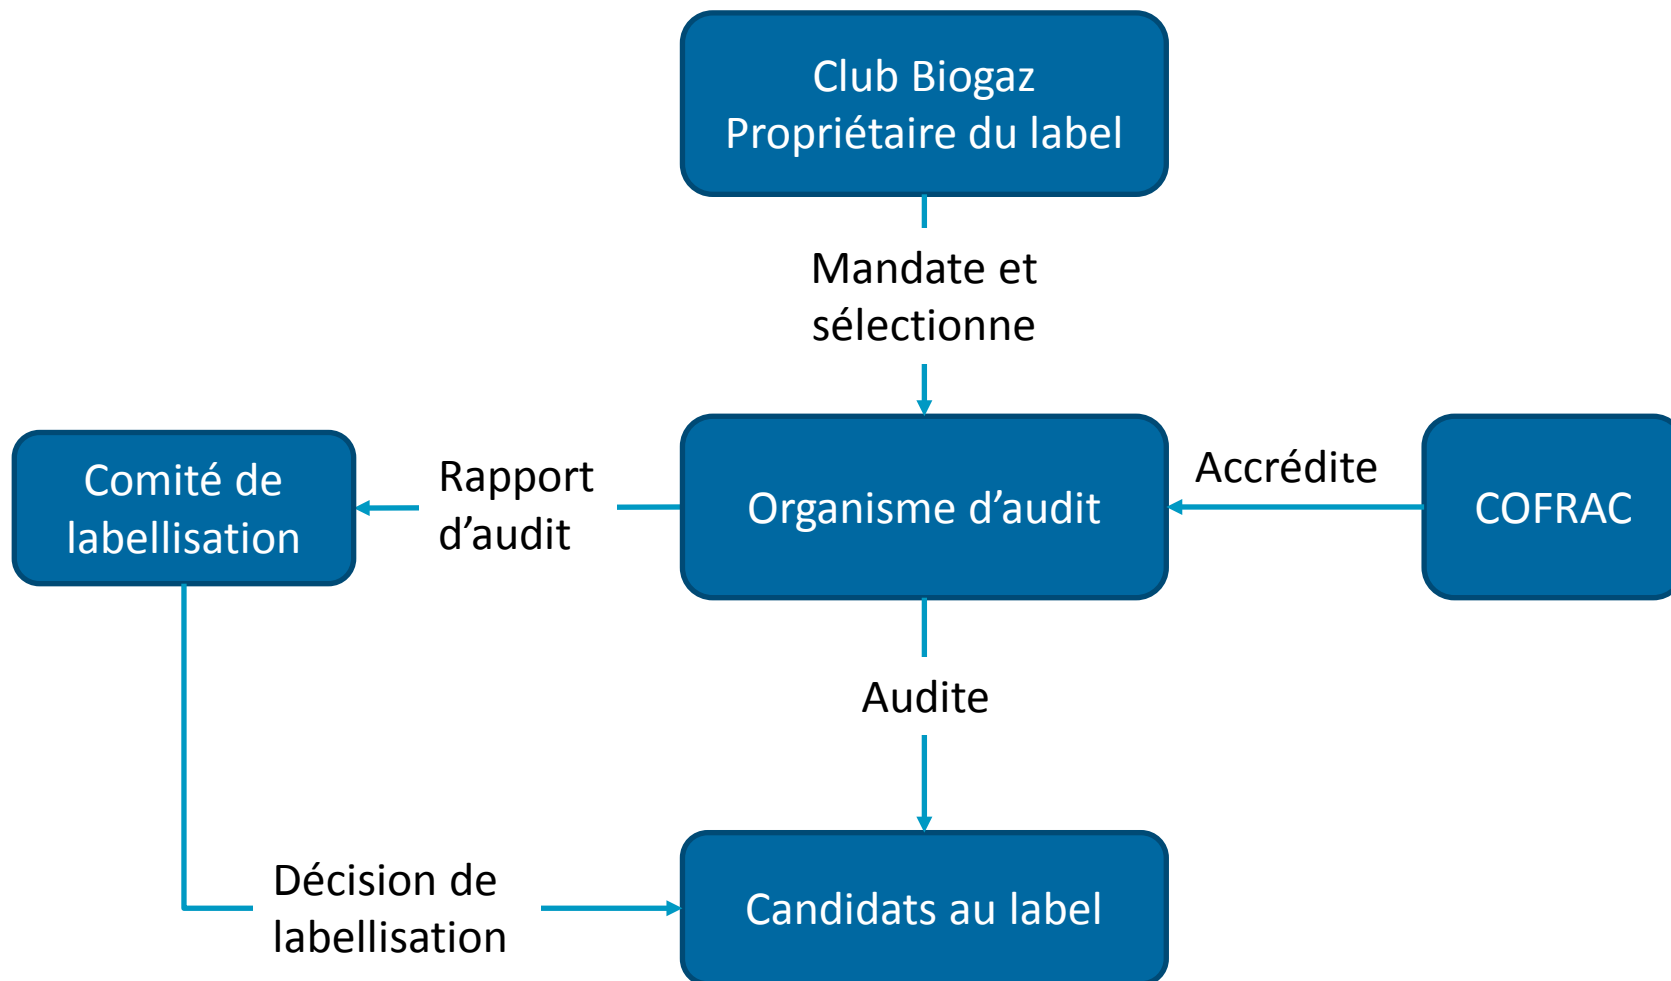 Club Biogaz
Propriétaire du label
Mandate et
sélectionne
Comité de
labellisation
Rapport
d’audit
Organisme d’audit
Accrédite
COFRAC
Audite
Décision de
labellisation
Candidats au label